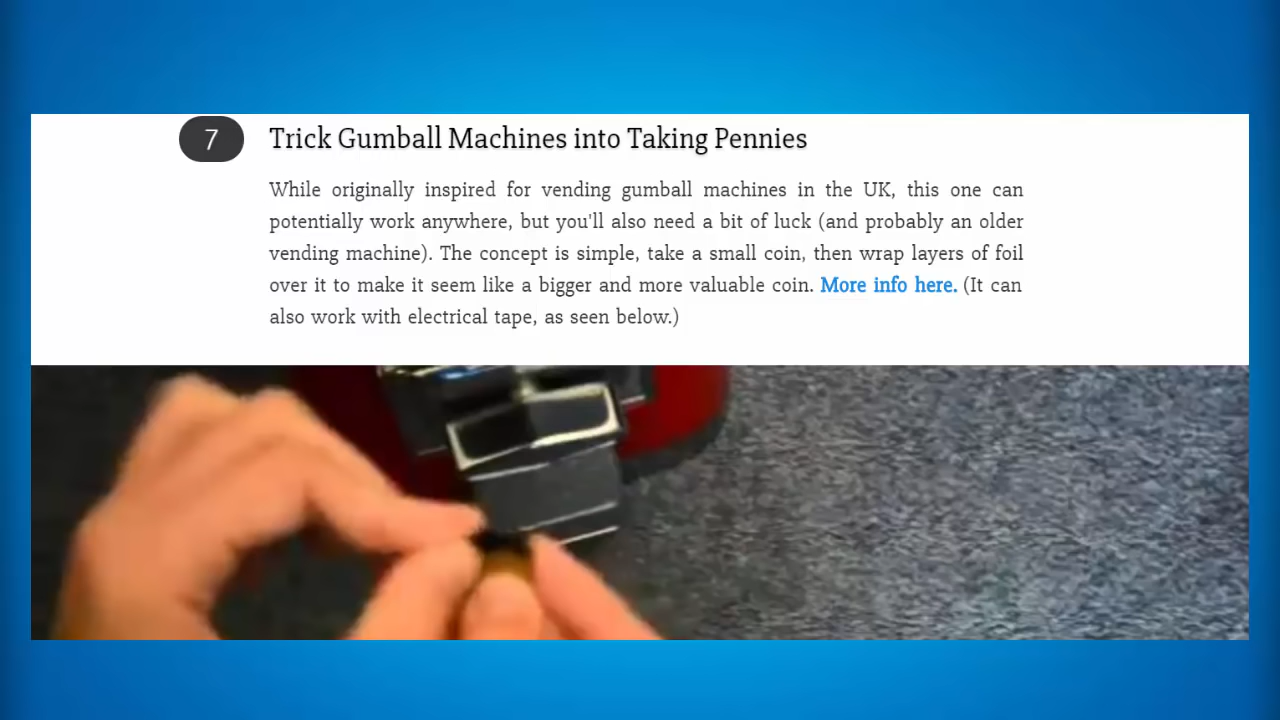 7
Trick Gumball Machines into Taking Pennies
While originally inspired for vending gumball machines in the UK, this one can
potentially work anywhere, but you'll also need a bit of luck (and probably an older
vending machine). The concept is simple, take a small coin, then wrap layers of foil
over it to make it seem like a bigger and more valuable coin. More info here. (It can
also work with electrical tape, as seen below.)